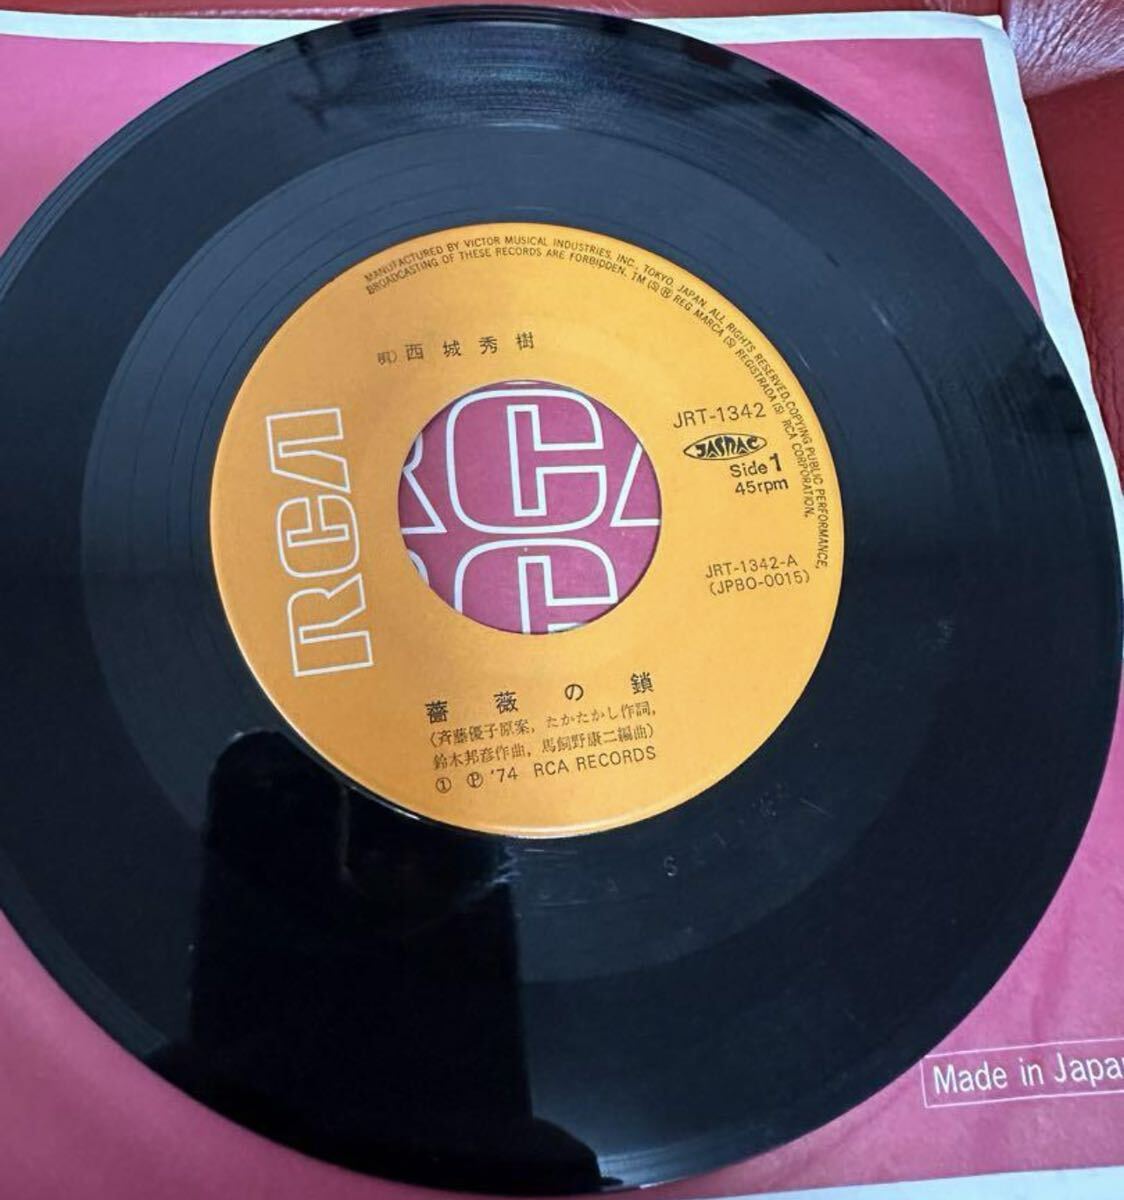 MANUFACTURED BY VICTOR MUSICAL INDUSTRIES, INC., TOKYO, JAPAN. ALL RIGHTS RESERVED, COPYING PUBLIC PERFORMANCE,
BROADCASTING OF THESE RECORDS ARE FORBIDDEN. TM (S) ® REG MARCA (S) REGISTRADA (S) RCA CORPORATION.
唄) 西城秀樹
RCA
JRT-1342
JASRAC
Side 1
45rpm
JRT-1342-A
(JPBO-0015)
薔薇の鎖
(斉藤優子原案, たかたかし作詞,
鈴木邦彦作曲, 馬飼野康二編曲)
① Ⓟ '74 RCA RECORDS
RCA
Made in Japan